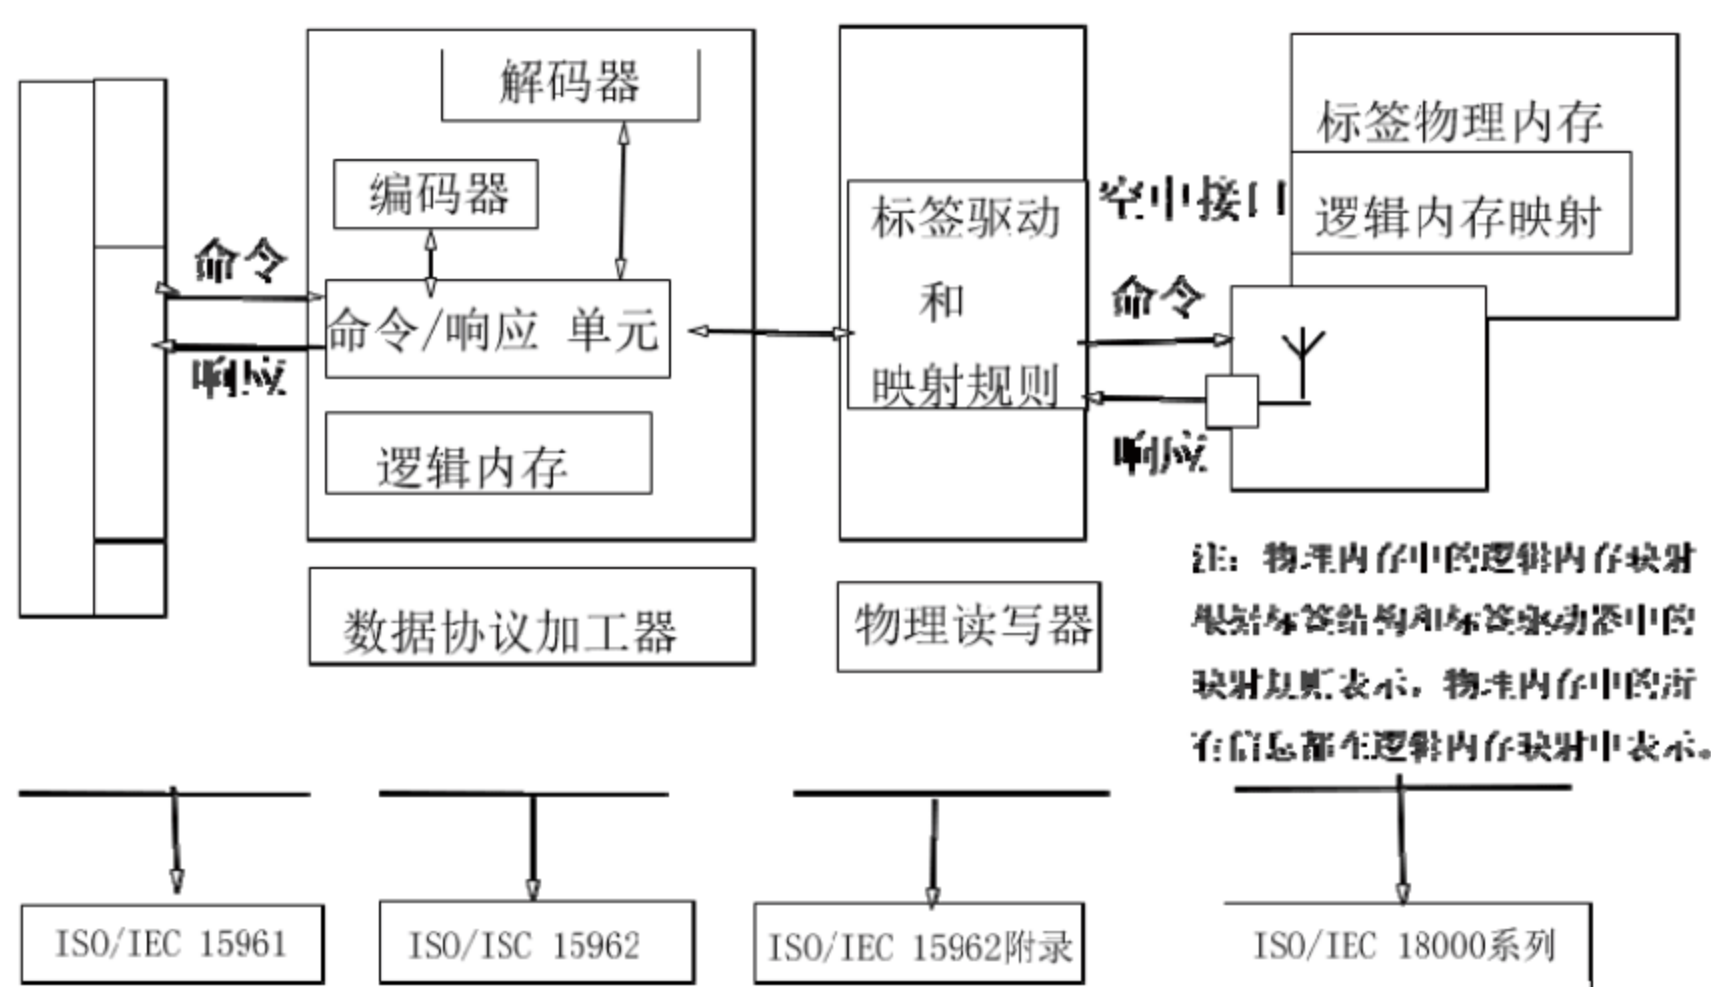 解码器
编码器
命令
命令/响应 单元
响应
逻辑内存
数据协议加工器
标签驱动
和
映射规则
物理读写器
空中接口
命令
响应
标签物理内存
逻辑内存映射
注：物理内存中的逻辑内存映射
根据标签结构和标签驱动器中的
映射规则表示，物理内存中的所
有信息都在逻辑内存映射中表示。
ISO/IEC 15961
ISO/ISC 15962
ISO/IEC 15962附录
ISO/IEC 18000系列